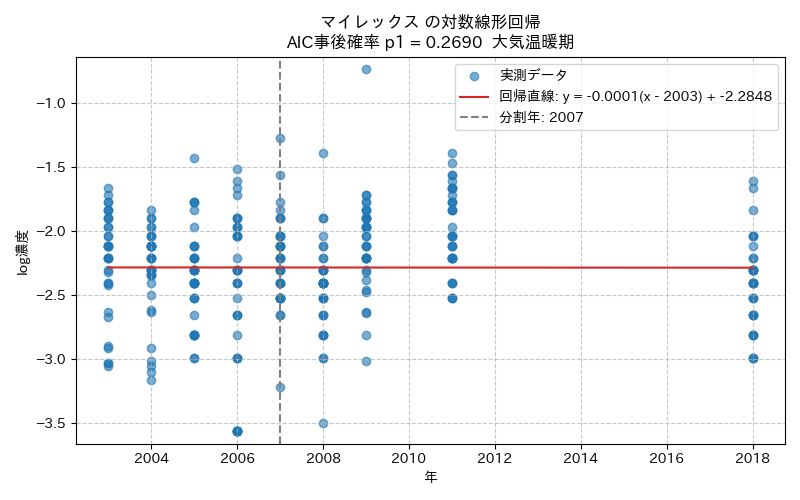 マイレックス の対数線形回帰
AIC事後確率 p1 = 0.2690  大気温暖期
実測データ
回帰直線: y = -0.0001(x - 2003) + -2.2848
分割年: 2007
log濃度
−1.0
−1.5
−2.0
−2.5
−3.0
−3.5
2004 2006 2008 2010 2012 2014 2016 2018
年